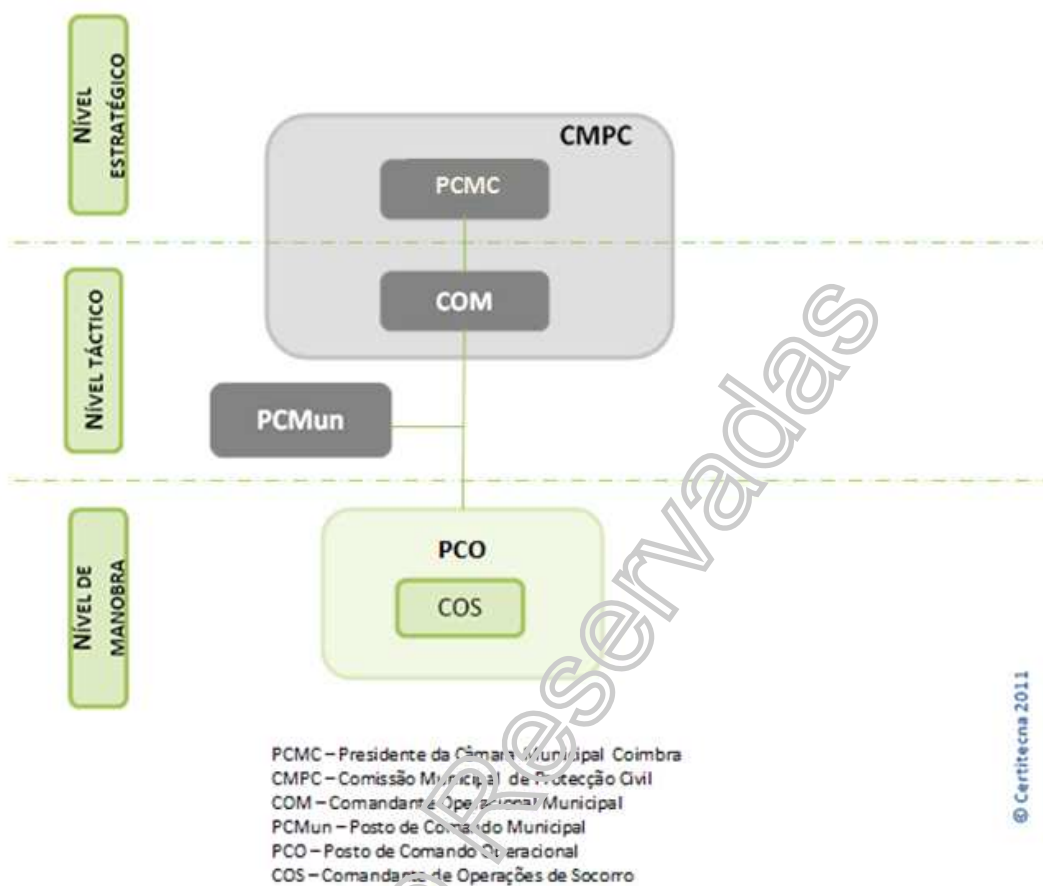 NÍVEL
ESTRATÉGICO
CMPC
PCMC
COM
NÍVEL TÁCTICO
PCMun
NÍVEL DE
MANOBRA
PCO
COS
Reservadas
PCMC – Presidente da Câmara Municipal Coimbra
CMPC – Comissão Municipal de Protecção Civil
COM – Comandante Operacional Municipal
PCMun – Posto de Comando Municipal
PCO – Posto de Comando Operacional
COS – Comandante de Operações de Socorro
© Certitecna 2011